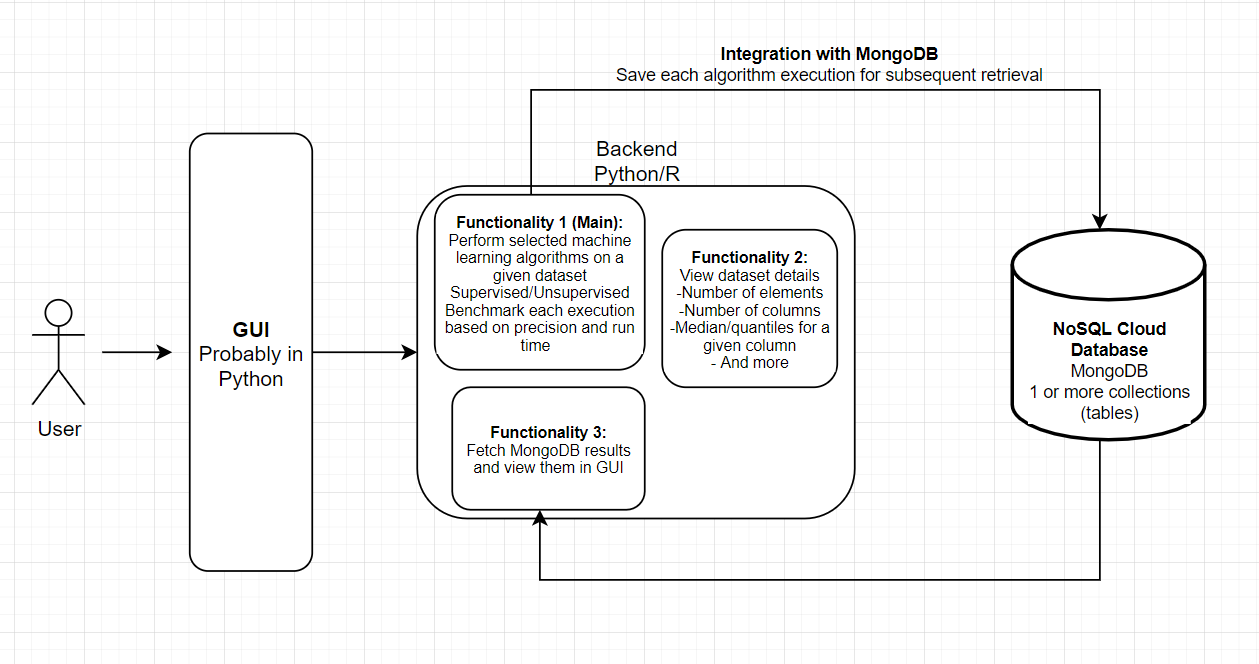 Integration with MongoDB
Save each algorithm execution for subsequent retrieval
Backend
Python/R
Functionality 1 (Main):
Perform selected machine
learning algorithms on a
given dataset
Supervised/Unsupervised
Benchmark each execution
based on precision and run
time
Functionality 2:
View dataset details
-Number of elements
-Number of columns
-Median/quantiles for a
given column
- And more
GUI
Probably in
Python
User
Functionality 3:
Fetch MongoDB results
and view them in GUI
NoSQL Cloud
Database
MongoDB
1 or more collections
(tables)